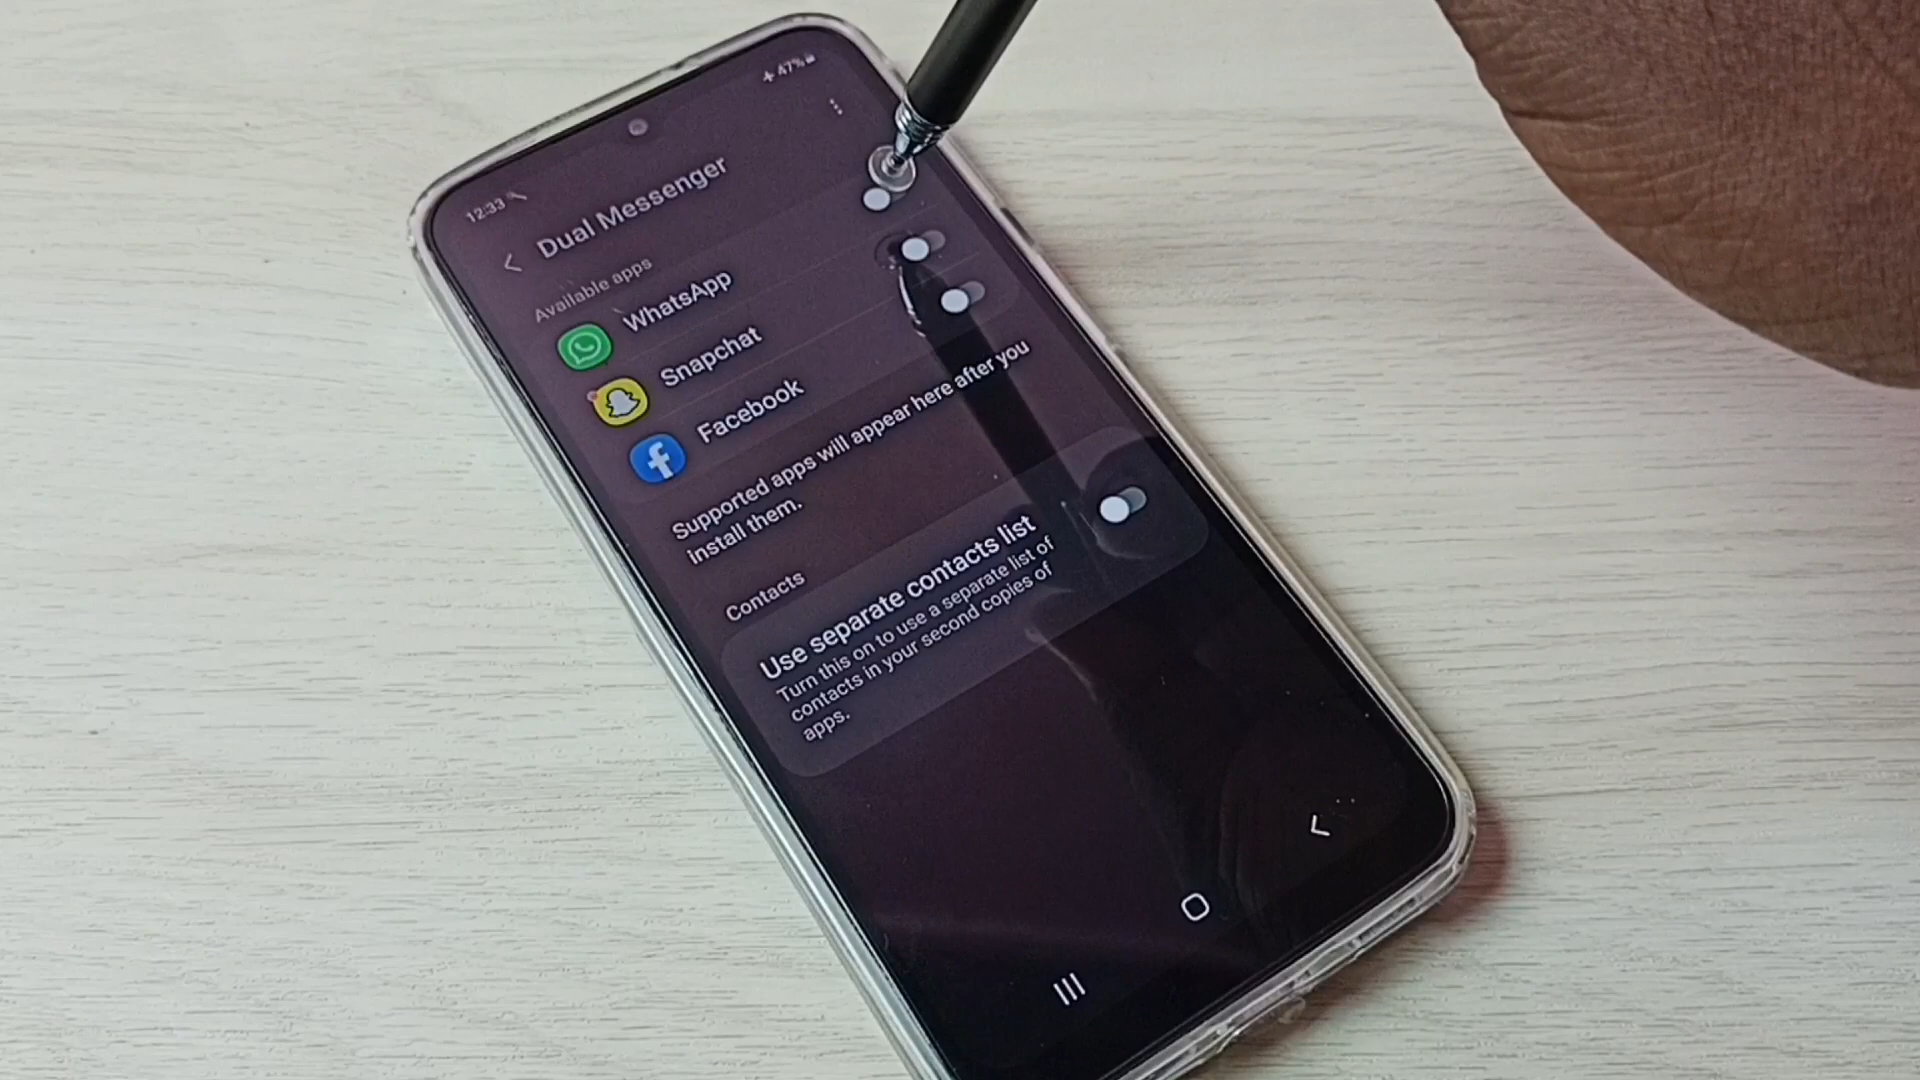 12:33
47%
Dual Messenger
Available apps
WhatsApp
Snapchat
Facebook
Supported apps will appear here after you
install them.
Contacts
Use separate contacts list
Turn this on to use a separate list of
contacts in your second copies of
apps.